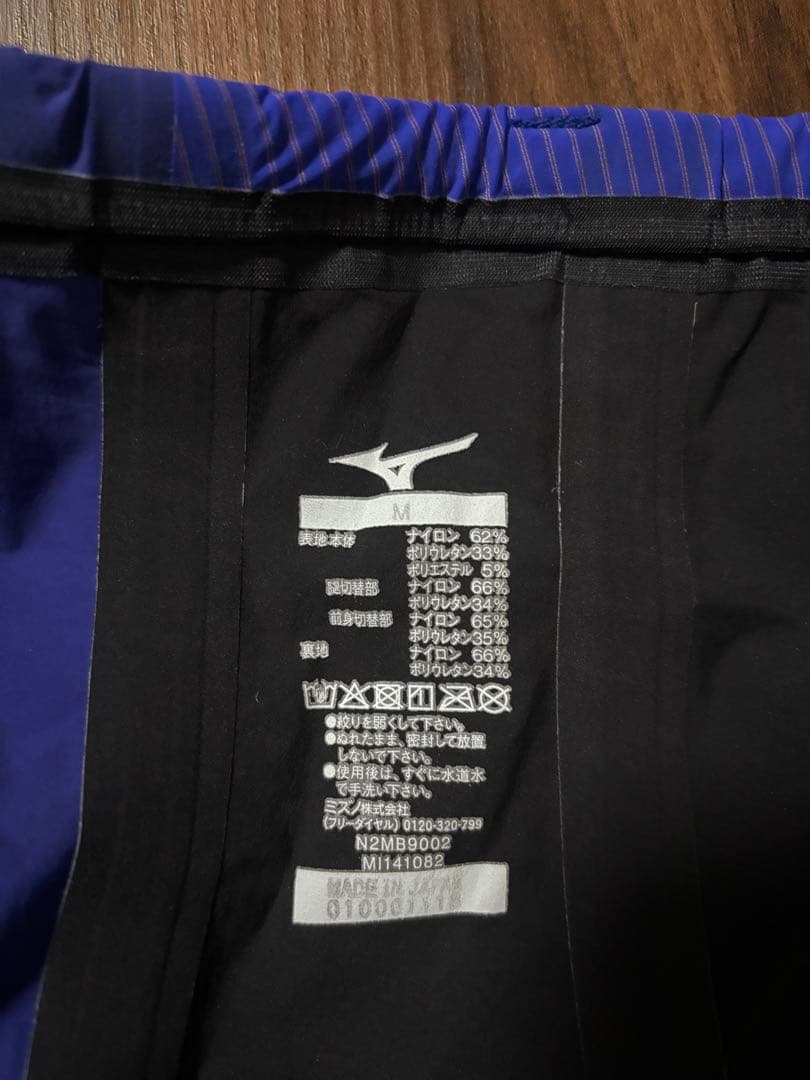 M
表地本体 ナイロン 62%
ポリウレタン33%
ポリエステル 5%
腿切替部 ナイロン 66%
ポリウレタン34%
前身切替部 ナイロン 65%
ポリウレタン35%
裏地 ナイロン 66%
ポリウレタン34%
●絞りを弱くして下さい。
●ぬれたまま、密封して放置
しないで下さい。
●使用後は、すぐに水道水
で手洗い下さい。
ミズノ株式会社
(フリーダイヤル) 0120-320-799
N2MB9002
MI141082
MADE IN JAPAN